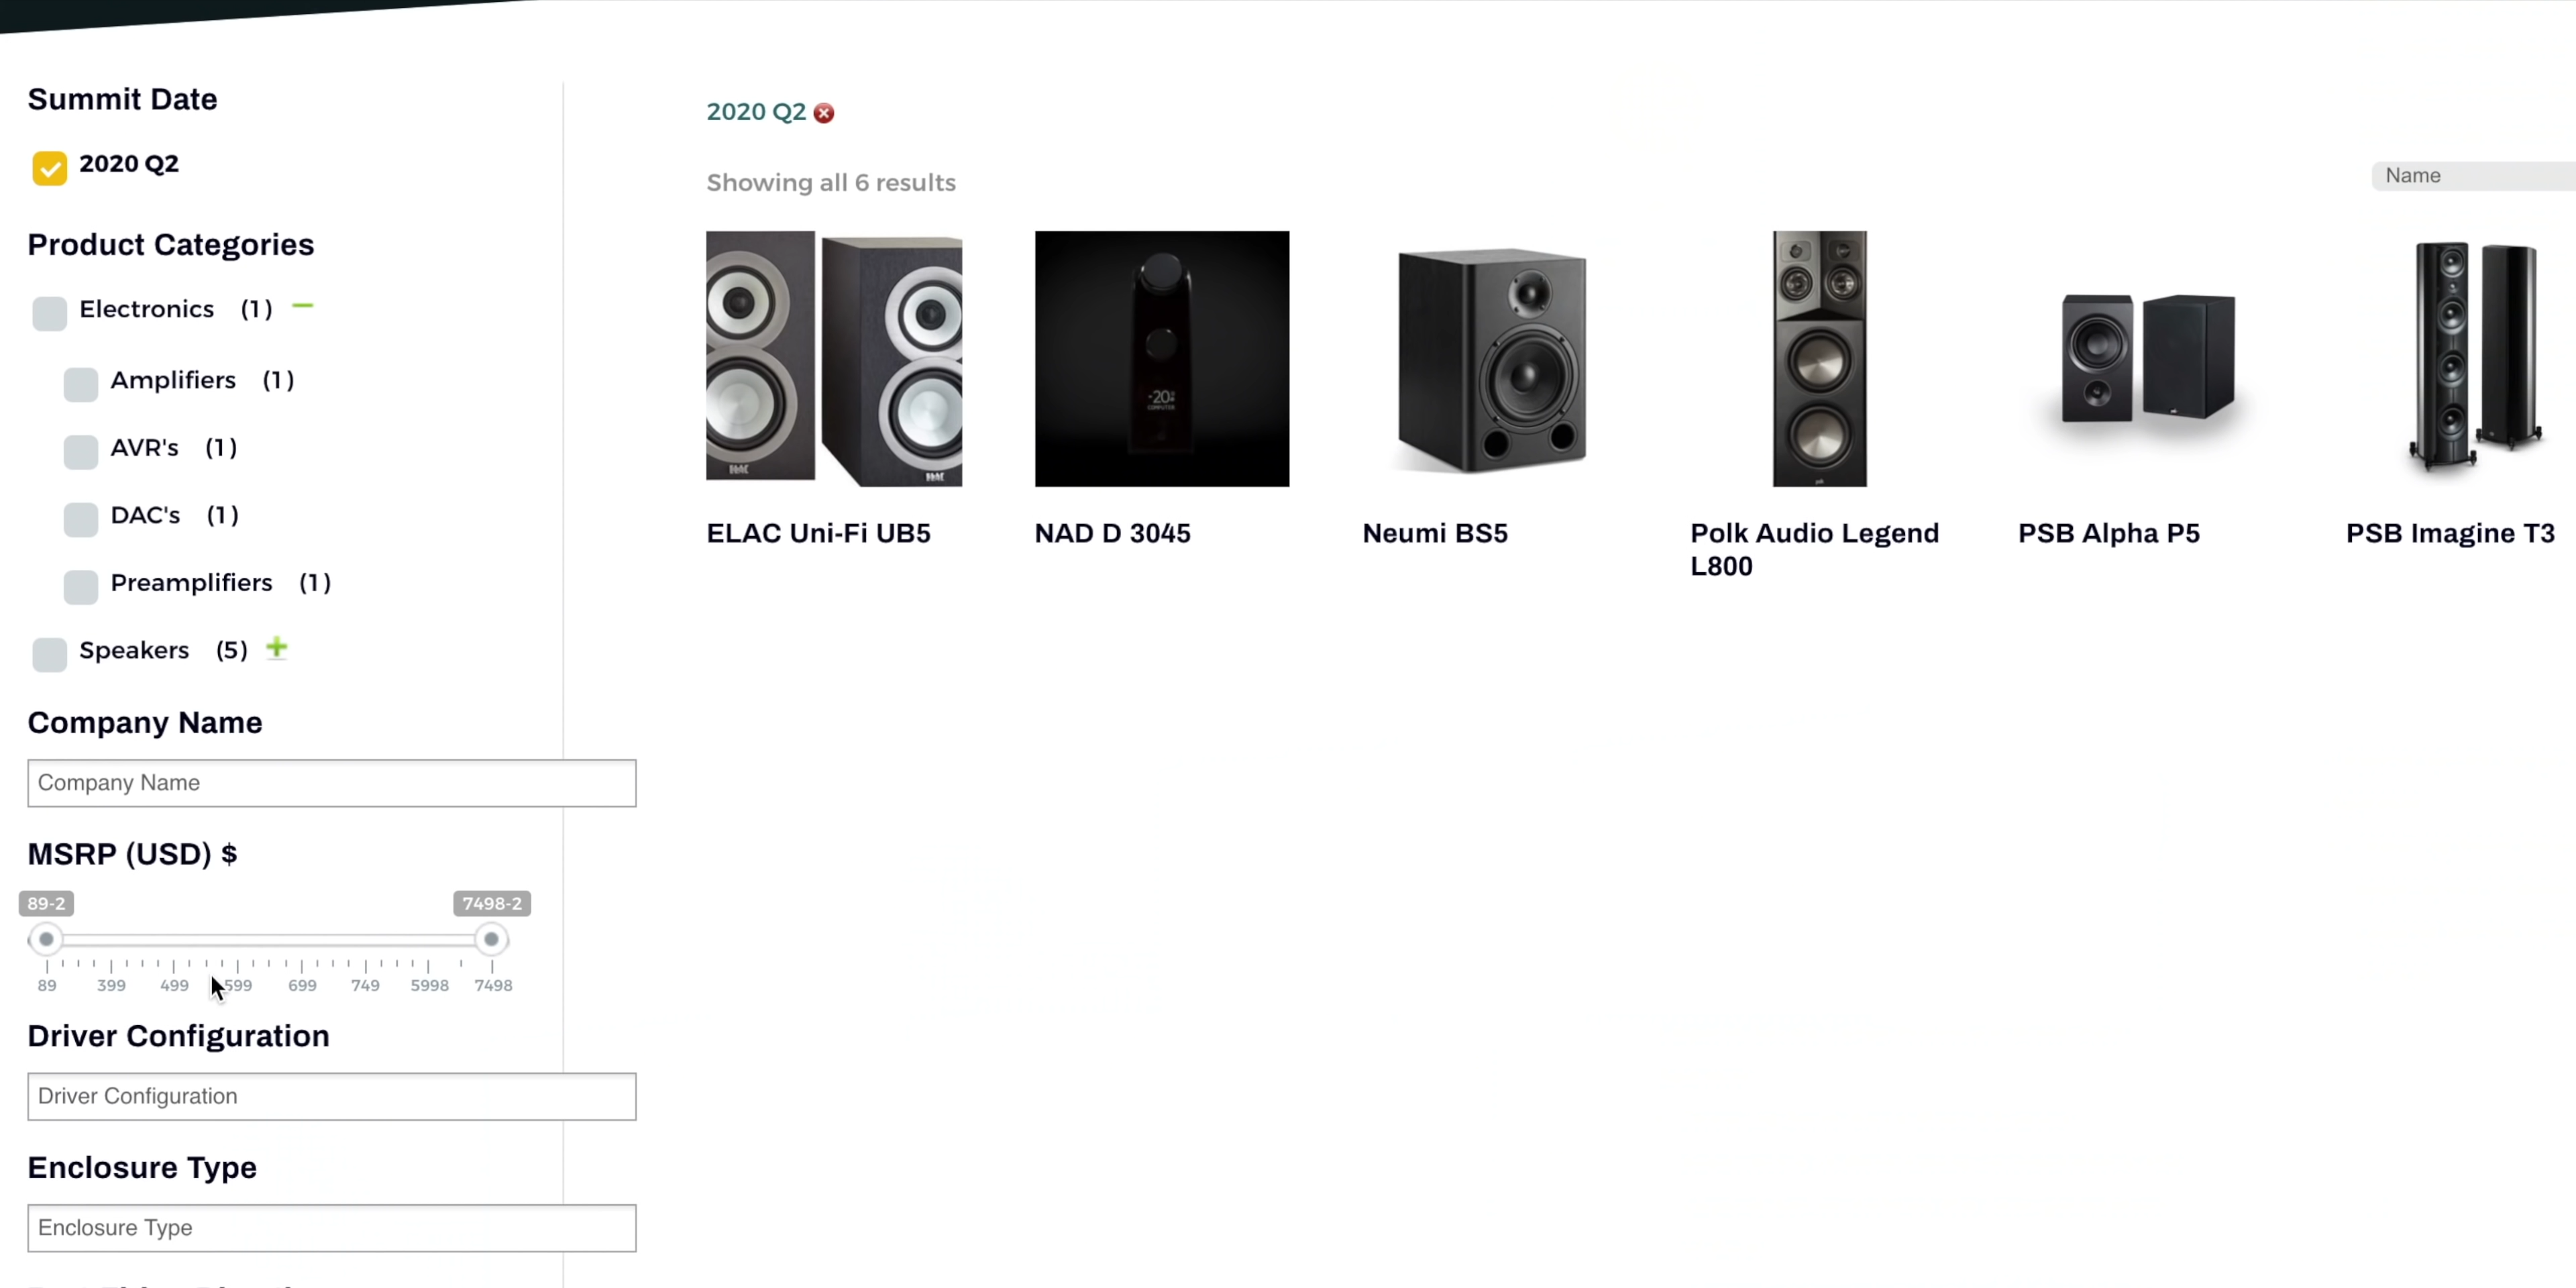 Summit Date
2020 Q2
Product Categories
Electronics (1)
Amplifiers (1)
AVR's (1)
DAC's (1)
Preamplifiers (1)
Speakers (5)
Company Name
Company Name
MSRP (USD) $
89-2 7498-2
89 399 499 599 699 749 5998 7498
Driver Configuration
Driver Configuration
Enclosure Type
Enclosure Type
2020 Q2
Showing all 6 results
Name
-20
COMPUTER
ELAC Uni-Fi UB5
NAD D 3045
Neumi BS5
Polk Audio Legend
L800
PSB Alpha P5
PSB Imagine T3